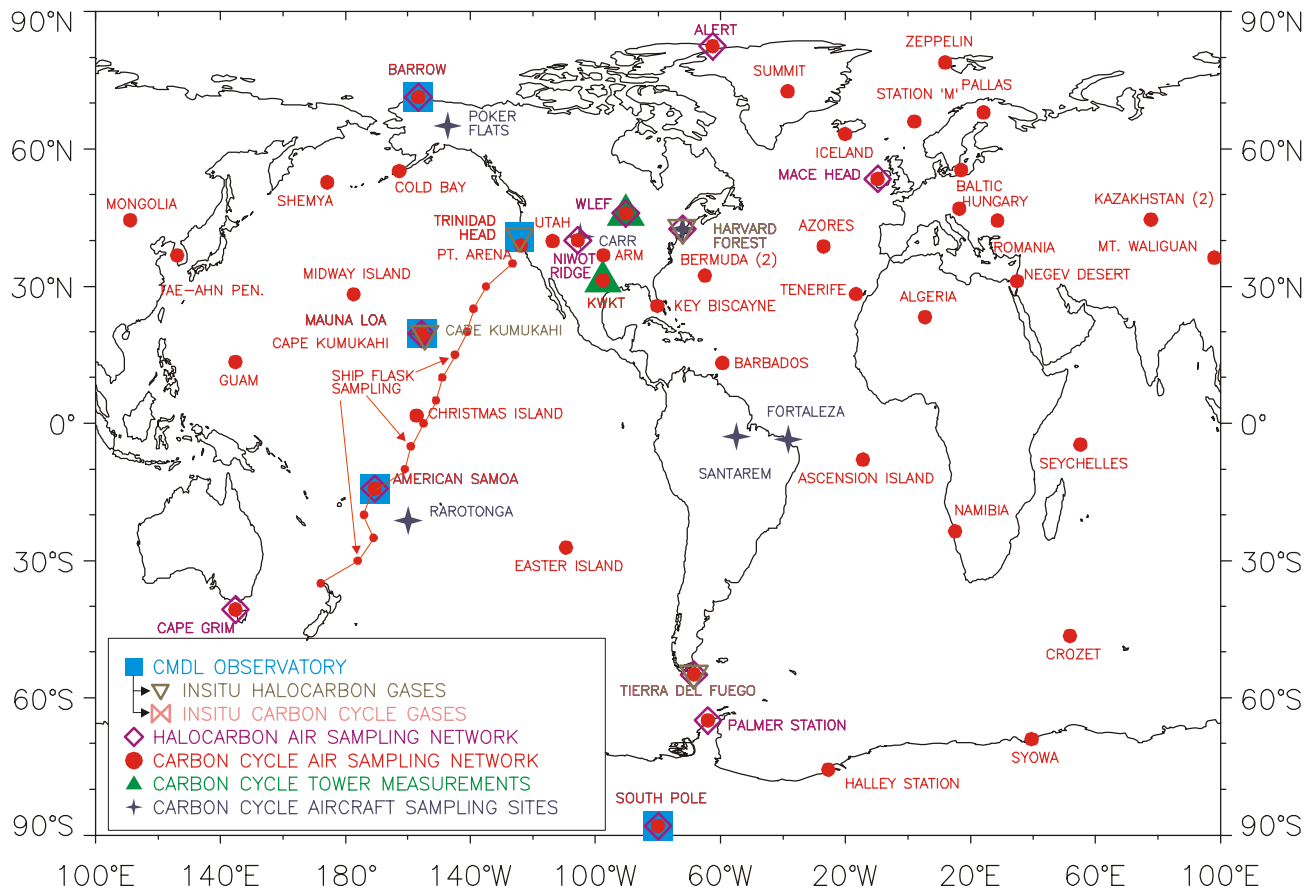 90°N
90°N
ALERT
ZEPPELIN
BARROW
SUMMIT
STATION 'M'
PALLAS
POKER
FLATS
60°N
60°N
ICELAND
MACE HEAD
COLD BAY
SHEMYA
BALTIC
MONGOLIA
WLEF
HUNGARY
KAZAKHSTAN (2)
TRINIDAD
HEAD
UTAH
AZORES
CARR
HARVARD
FOREST
ROMANIA
MT. WALIGUAN
PT. ARENA
NIWOT
RIDGE
ARM
BERMUDA (2)
TAE-AHN PEN.
MIDWAY ISLAND
NEGEV DESERT
30°N
30°N
TENERIFE
ALGERIA
KWKT
KEY BISCAYNE
MAUNA LOA
CAPE KUMUKAHI
CAPE KUMUKAHI
GUAM
SHIP FLASK
SAMPLING
BARBADOS
CHRISTMAS ISLAND
FORTALEZA
0°
0°
SANTAREM
ASCENSION ISLAND
SEYCHELLES
AMERICAN SAMOA
RAROTONGA
NAMIBIA
30°S
30°S
EASTER ISLAND
CAPE GRIM
CROZET
CMDL OBSERVATORY
INSITU HALOCARBON GASES
INSITU CARBON CYCLE GASES
HALOCARBON AIR SAMPLING NETWORK
CARBON CYCLE AIR SAMPLING NETWORK
CARBON CYCLE TOWER MEASUREMENTS
CARBON CYCLE AIRCRAFT SAMPLING SITES
TIERRA DEL FUEGO
60°S
60°S
PALMER STATION
SYOWA
HALLEY STATION
SOUTH POLE
90°S
90°S
100°E
140°E
180°
140°W
100°W
60°W
20°W
20°E
60°E
100°E